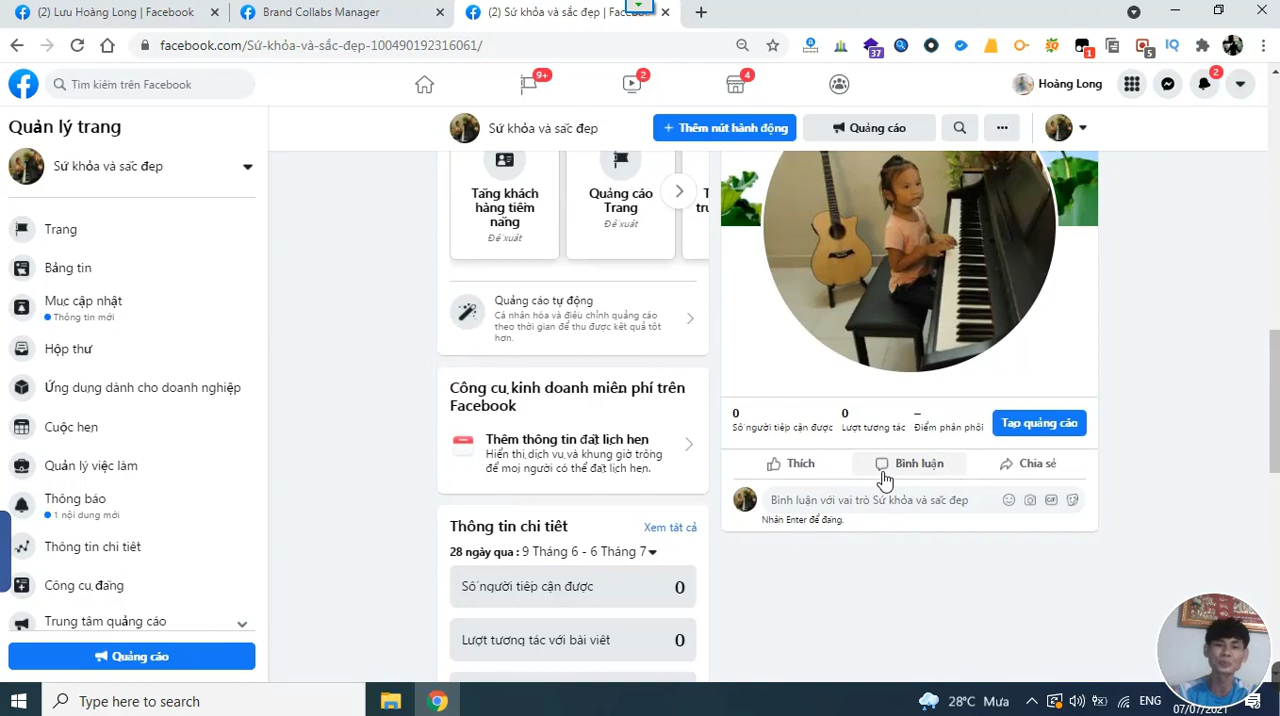 (2) Lưu Hoàng Long | Facebook
Brand Collabs Manager
(2) Sứ khỏa và sắc đẹp | Facebook
facebook.com/Sứ-khỏa-và-sắc-đẹp-100490192316061/
37
1
5
IQ
Tìm kiếm trên Facebook
9+
2
4
Hoàng Long
2
Quản lý trang
Sứ khỏa và sắc đẹp
Trang
Bảng tin
Mục cập nhật
Thông tin mới
Hộp thư
Ứng dụng dành cho doanh nghiệp
Cuộc hẹn
Quản lý việc làm
Thông báo
1 nội dung mới
Thông tin chi tiết
Công cụ đăng
Trung tâm quảng cáo
Quảng cáo
Sứ khỏa và sắc đẹp
+ Thêm nút hành động
Quảng cáo
Tăng khách
hàng tiềm
năng
Đề xuất
Quảng cáo
Trang
Đề xuất
Quảng cáo tự động
Cá nhân hóa và điều chỉnh quảng cáo
theo thời gian để thu được kết quả tốt
hơn.
Công cụ kinh doanh miễn phí trên
Facebook
Thêm thông tin đặt lịch hẹn
Hiển thị dịch vụ và khung giờ trống
để mọi người có thể đặt lịch hẹn.
Thông tin chi tiết
Xem tất cả
28 ngày qua : 9 Tháng 6 - 6 Tháng 7
Số người tiếp cận được 0
Lượt tương tác với bài viết 0
0
Số người tiếp cận được
0
Lượt tương tác
–
Điểm phân phối
Tạo quảng cáo
Thích
Bình luận
Chia sẻ
Bình luận với vai trò Sứ khỏa và sắc đẹp
GIF
Nhấn Enter để đăng.
Type here to search
28°C Mưa
ENG
07/07/2021